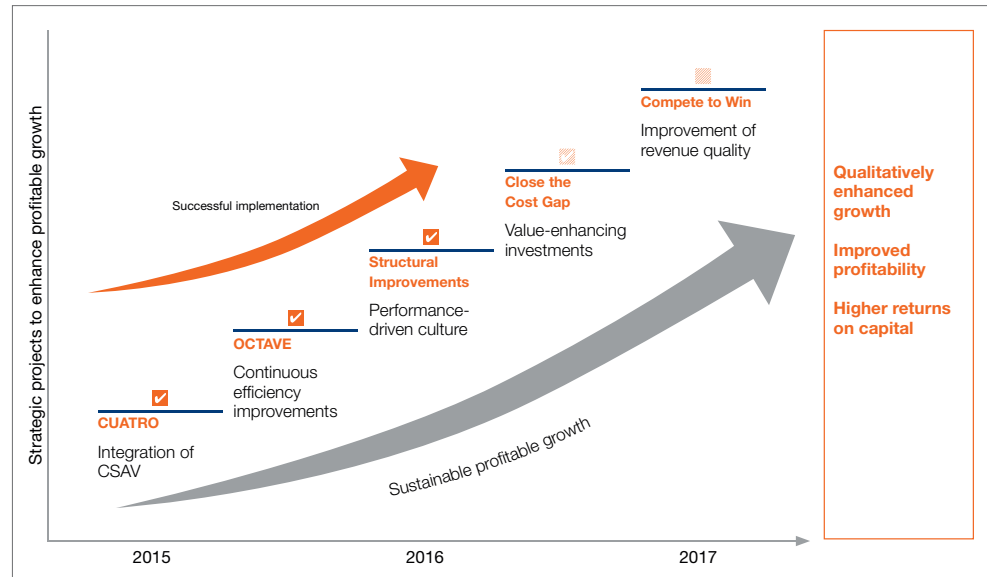 Strategic projects to enhance profitable growth
Successful implementation
CUATRO
Integration of
CSAV
OCTAVE
Continuous
efficiency
improvements
Structural
Improvements
Performance-
driven culture
Close the
Cost Gap
Value-enhancing
investments
Compete to Win
Improvement of
revenue quality
Sustainable profitable growth
Qualitatively
enhanced
growth
Improved
profitability
Higher returns
on capital
2015
2016
2017